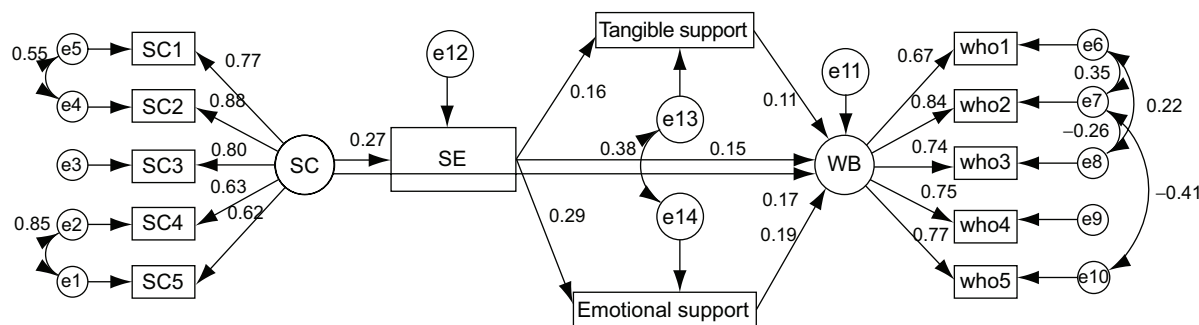 Tangible support
e5
SC1
0.55
0.77
e4
SC2
0.88
e3
SC3
0.80
SC
0.63
e2
SC4
0.85
0.62
e1
SC5
0.27
e12
SE
0.16
0.29
e13
0.38
e14
0.15
0.17
0.11
0.19
Emotional support
e11
WB
0.67
who1
e6
0.35
0.84
who2
e7
0.22
−0.26
0.74
who3
e8
0.75
−0.41
who4
e9
0.77
who5
e10